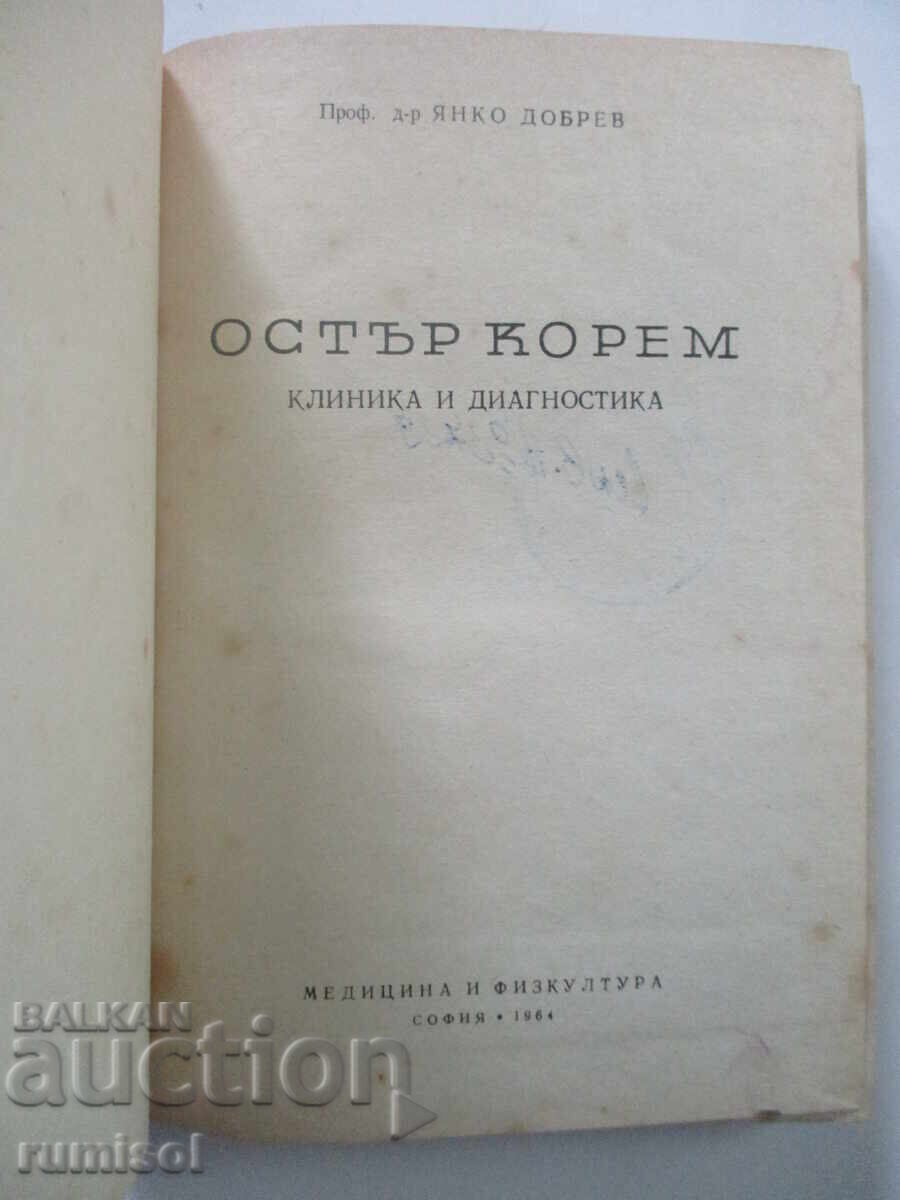 Проф. д-р ЯНКО ДОБРЕВ
ОСТЪР КОРЕМ
КЛИНИКА И ДИАГНОСТИКА
МЕДИЦИНА И ФИЗКУЛТУРА
СОФИЯ • 1964
BALKAN
auction
rumisol